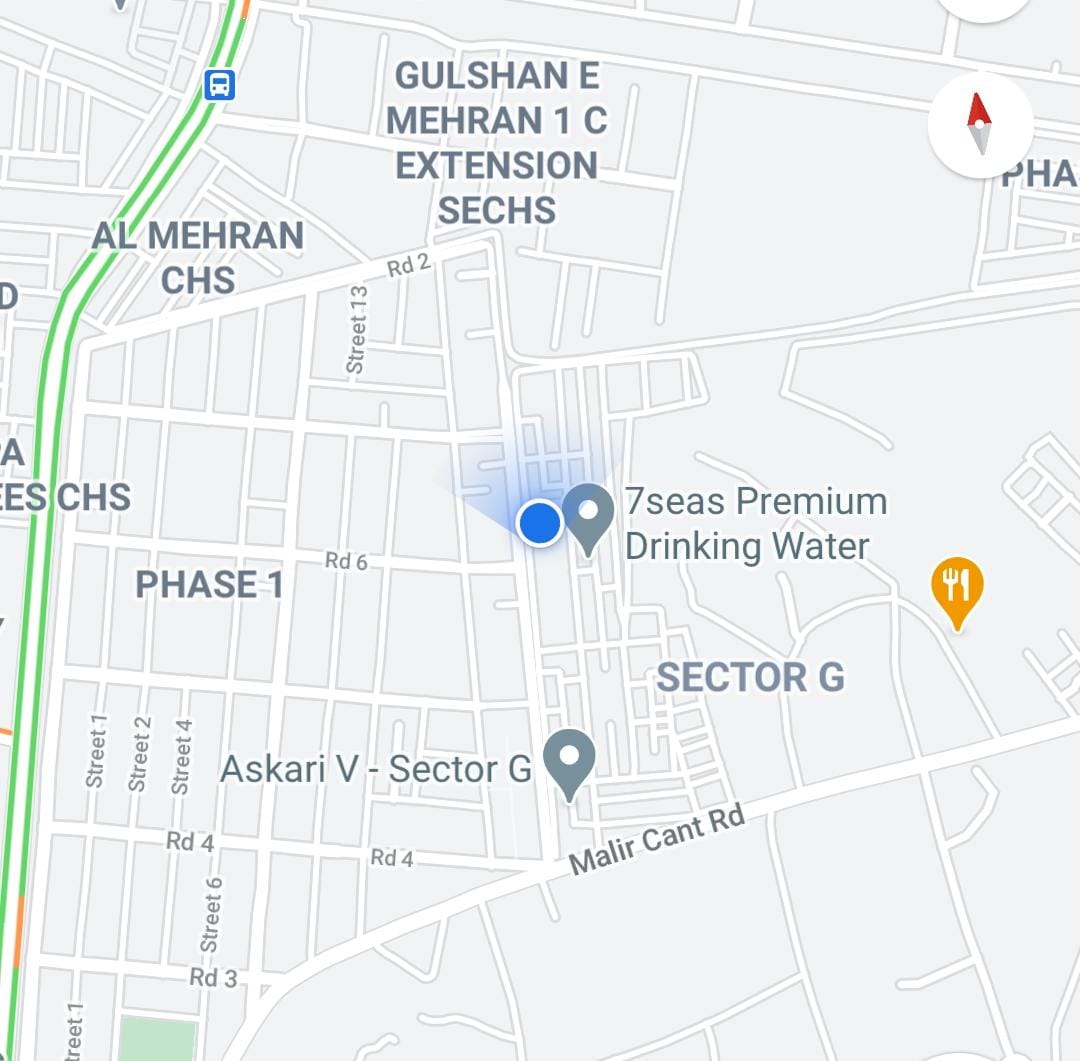 GULSHAN E
MEHRAN 1 C
EXTENSION
SECHS
PHA
AL MEHRAN
CHS
Rd 2
D
Street 13
PA
EES CHS
7seas Premium
Drinking Water
Rd 6
PHASE 1
SECTOR G
Street 1
Street 2
Street 4
Askari V - Sector G
Malir Cant Rd
Rd 4
Rd 4
Street 6
Rd 3
treet 1